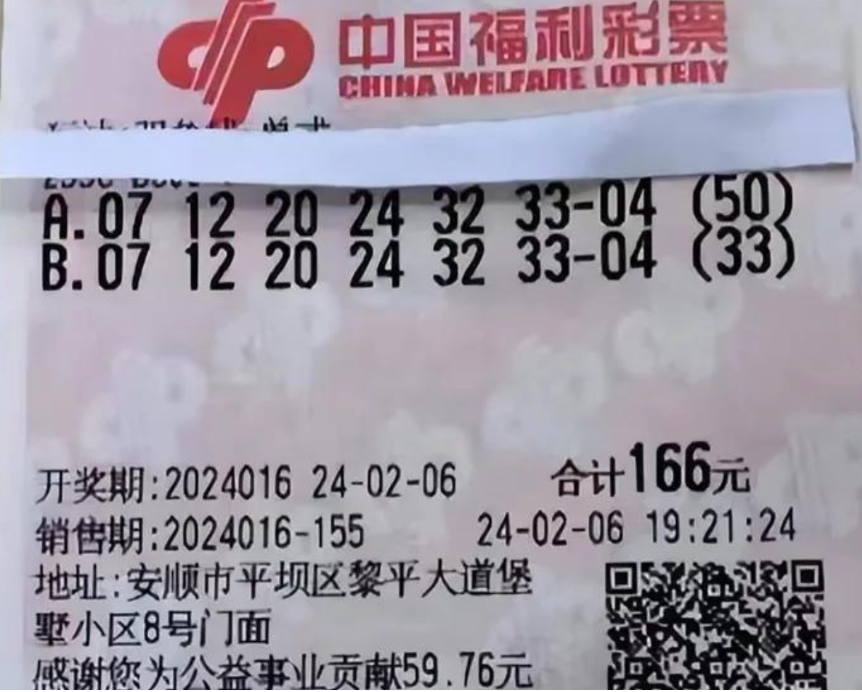 中国福利彩票
CHINA WELFARE LOTTERY
A.07 12 20 24 32 33-04 (50)
B.07 12 20 24 32 33-04 (33)
开奖期:2024016 24-02-06 合计166元
销售期:2024016-155 24-02-06 19:21:24
地址:安顺市平坝区黎平大道堡
墅小区8号门面
感谢您为公益事业贡献59.76元